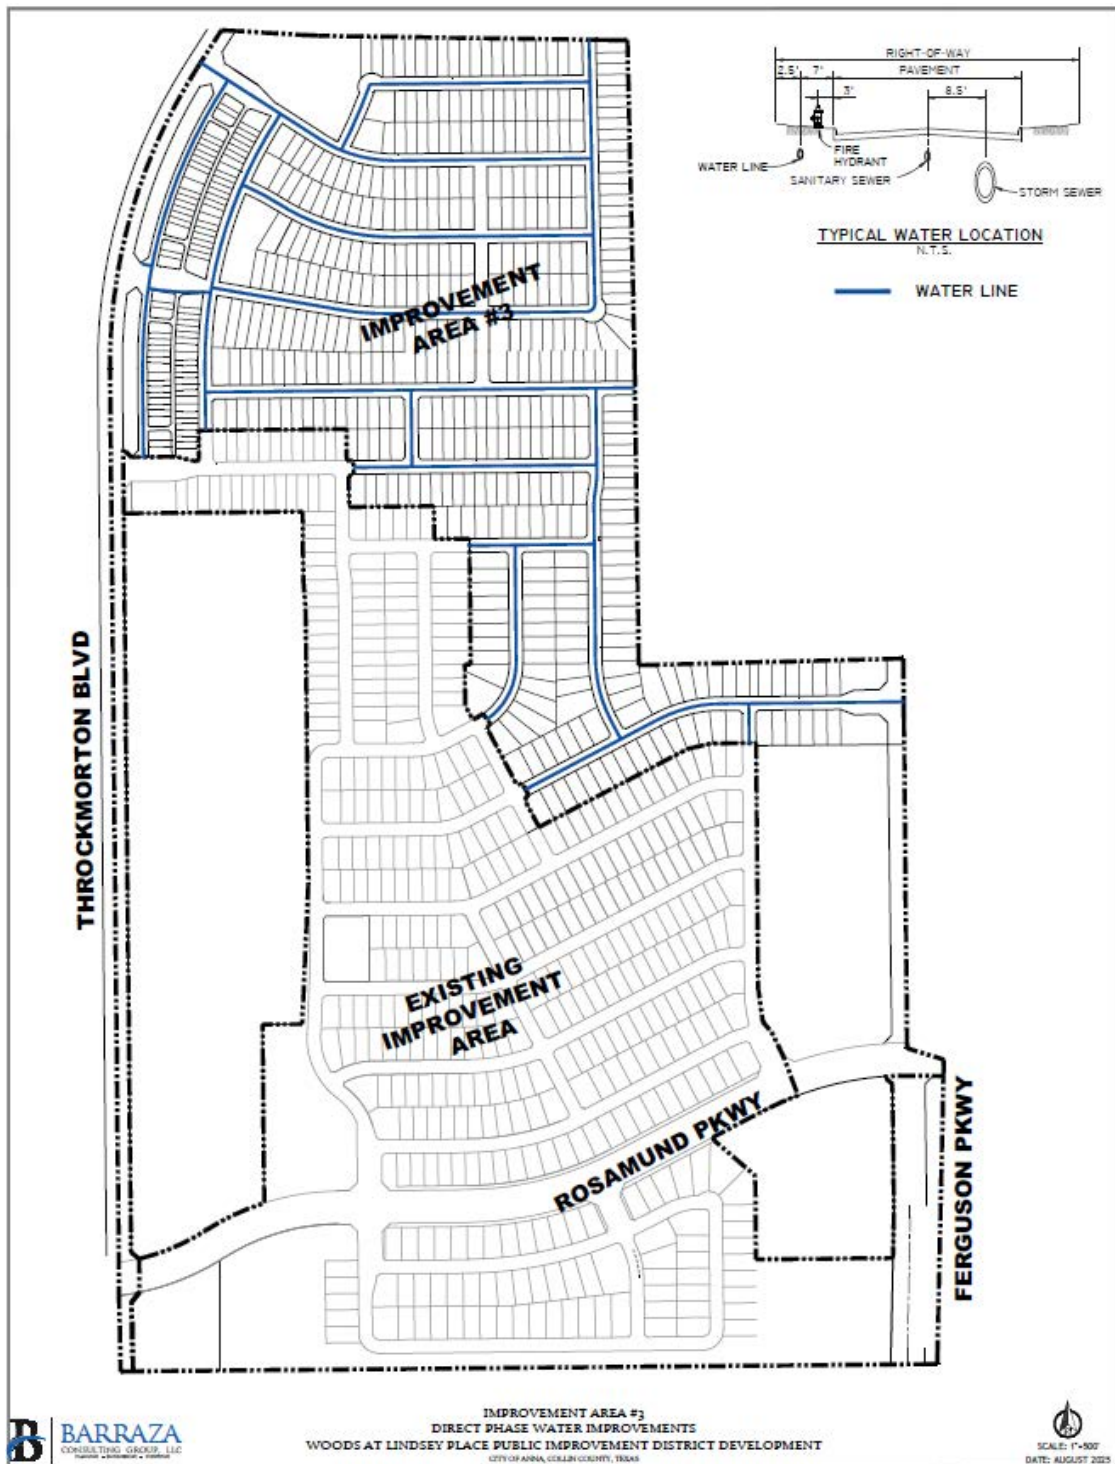 RIGHT-OF-WAY
PAVEMENT
2.5' 7' 3' 8.5'
FIRE
HYDRANT
WATER LINE
SANITARY SEWER
STORM SEWER
TYPICAL WATER LOCATION
N.T.S.
WATER LINE
IMPROVEMENT
AREA #3
THROCKMORTON BLVD
EXISTING
IMPROVEMENT
AREA
ROSAMUND PKWY
FERGUSON PKWY
BARRAZA
CONSULTING GROUP, LLC
IMPROVEMENT AREA #3
DIRECT PHASE WATER IMPROVEMENTS
WOODS AT LINDSEY PLACE PUBLIC IMPROVEMENT DISTRICT DEVELOPMENT
CITY OF ANNA, COLLIN COUNTY, TEXAS
SCALE: 1"=500'
DATE: AUGUST 2025